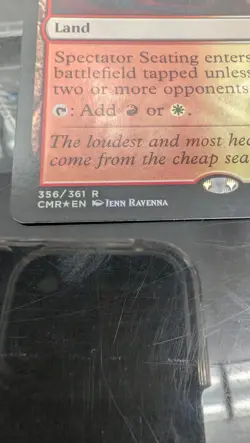 Land
Spectator Seating enters
battlefield tapped unless
two or more opponents
: Add or .
The loudest and most hec
come from the cheap sea
356/361 R
CMR★EN Jenn Ravenna